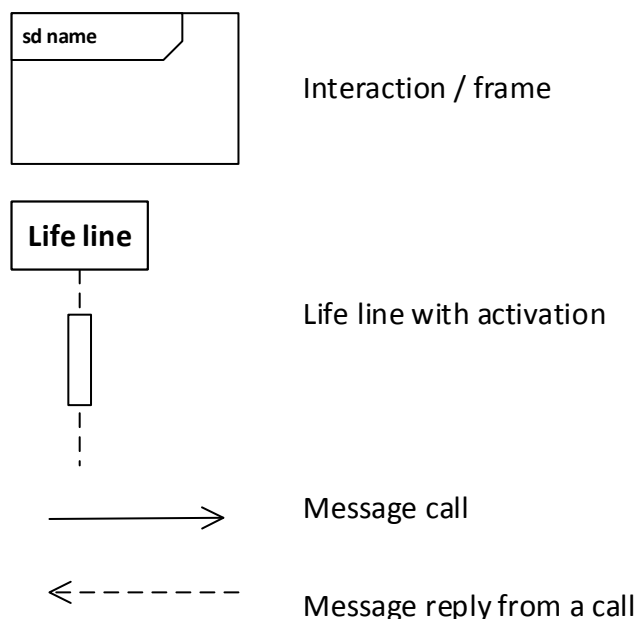 sd name
Interaction / frame
Life line
Life line with activation
Message call
Message reply from a call